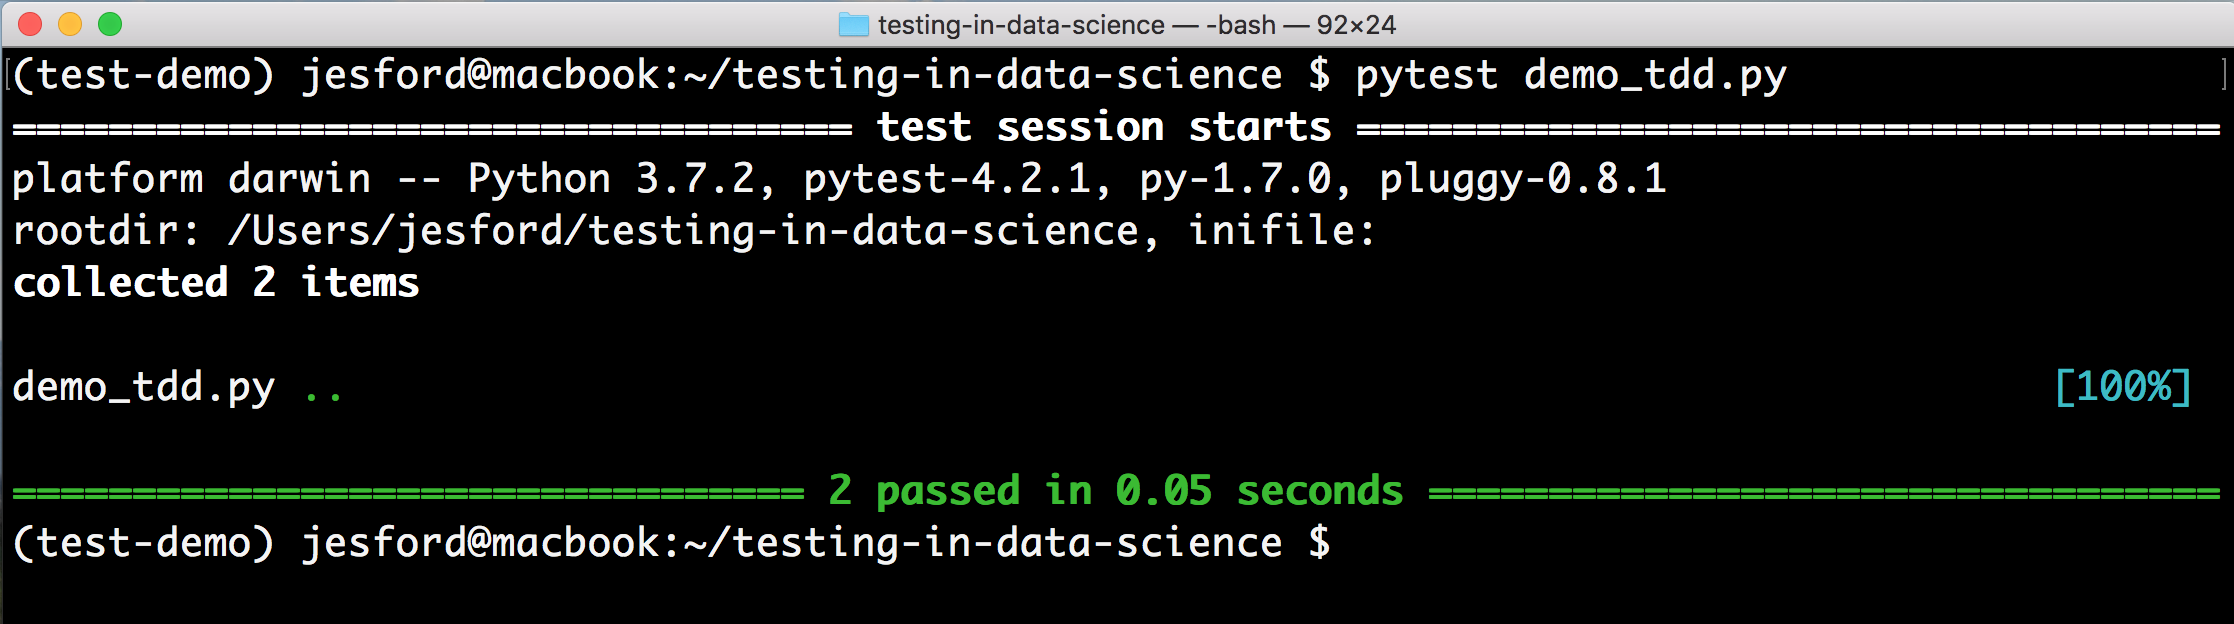 testing-in-data-science — -bash — 92×24
(test-demo) jesford@macbook:~/testing-in-data-science $ pytest demo_tdd.py
=================================== test session starts ====================================
platform darwin -- Python 3.7.2, pytest-4.2.1, py-1.7.0, pluggy-0.8.1
rootdir: /Users/jesford/testing-in-data-science, inifile:
collected 2 items
demo_tdd.py .. [100%]
================================= 2 passed in 0.05 seconds =================================
(test-demo) jesford@macbook:~/testing-in-data-science $